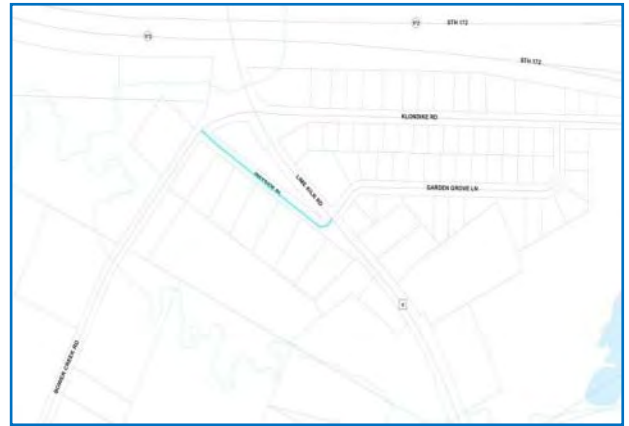 STH 172
STH 172
KLONDIKE RD
LIME KILN RD
GARDEN GROVE LN
BOWER CREEK RD